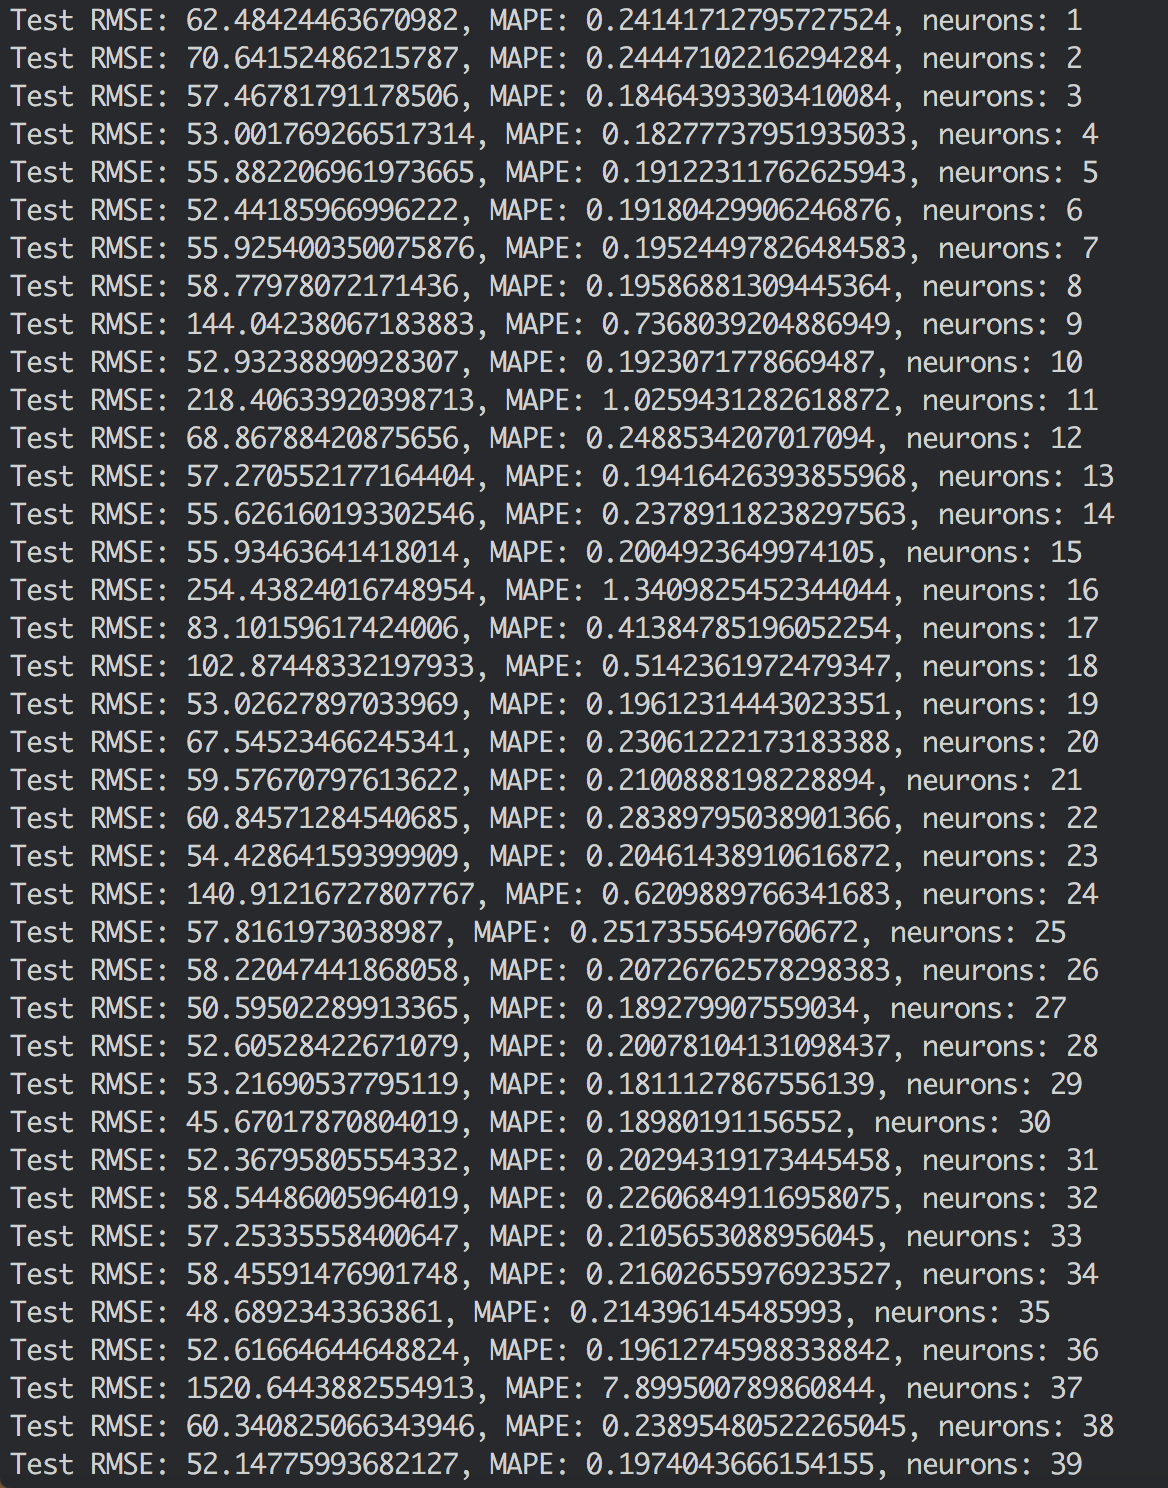 Test RMSE: 62.48424463670982, MAPE: 0.24141712795727524, neurons: 1
Test RMSE: 70.64152486215787, MAPE: 0.24447102216294284, neurons: 2
Test RMSE: 57.46781791178506, MAPE: 0.18464393303410084, neurons: 3
Test RMSE: 53.001769266517314, MAPE: 0.18277737951935033, neurons: 4
Test RMSE: 55.882206961973665, MAPE: 0.19122311762625943, neurons: 5
Test RMSE: 52.44185966996222, MAPE: 0.19180429906246876, neurons: 6
Test RMSE: 55.925400350075876, MAPE: 0.19524497826484583, neurons: 7
Test RMSE: 58.77978072171436, MAPE: 0.19586881309445364, neurons: 8
Test RMSE: 144.04238067183883, MAPE: 0.7368039204886949, neurons: 9
Test RMSE: 52.93238890928307, MAPE: 0.1923071778669487, neurons: 10
Test RMSE: 218.40633920398713, MAPE: 1.0259431282618872, neurons: 11
Test RMSE: 68.86788420875656, MAPE: 0.2488534207017094, neurons: 12
Test RMSE: 57.270552177164404, MAPE: 0.19416426393855968, neurons: 13
Test RMSE: 55.626160193302546, MAPE: 0.23789118238297563, neurons: 14
Test RMSE: 55.93463641418014, MAPE: 0.2004923649974105, neurons: 15
Test RMSE: 254.43824016748954, MAPE: 1.3409825452344044, neurons: 16
Test RMSE: 83.10159617424006, MAPE: 0.41384785196052254, neurons: 17
Test RMSE: 102.87448332197933, MAPE: 0.5142361972479347, neurons: 18
Test RMSE: 53.02627897033969, MAPE: 0.19612314443023351, neurons: 19
Test RMSE: 67.54523466245341, MAPE: 0.23061222173183388, neurons: 20
Test RMSE: 59.57670797613622, MAPE: 0.2100888198228894, neurons: 21
Test RMSE: 60.84571284540685, MAPE: 0.28389795038901366, neurons: 22
Test RMSE: 54.42864159399909, MAPE: 0.20461438910616872, neurons: 23
Test RMSE: 140.91216727807767, MAPE: 0.6209889766341683, neurons: 24
Test RMSE: 57.8161973038987, MAPE: 0.2517355649760672, neurons: 25
Test RMSE: 58.22047441868058, MAPE: 0.20726762578298383, neurons: 26
Test RMSE: 50.59502289913365, MAPE: 0.189279907559034, neurons: 27
Test RMSE: 52.60528422671079, MAPE: 0.20078104131098437, neurons: 28
Test RMSE: 53.21690537795119, MAPE: 0.1811127867556139, neurons: 29
Test RMSE: 45.67017870804019, MAPE: 0.18980191156552, neurons: 30
Test RMSE: 52.36795805554332, MAPE: 0.20294319173445458, neurons: 31
Test RMSE: 58.54486005964019, MAPE: 0.22606849116958075, neurons: 32
Test RMSE: 57.25335558400647, MAPE: 0.2105653088956045, neurons: 33
Test RMSE: 58.45591476901748, MAPE: 0.21602655976923527, neurons: 34
Test RMSE: 48.6892343363861, MAPE: 0.214396145485993, neurons: 35
Test RMSE: 52.61664644648824, MAPE: 0.19612745988338842, neurons: 36
Test RMSE: 1520.6443882554913, MAPE: 7.899500789860844, neurons: 37
Test RMSE: 60.340825066343946, MAPE: 0.23895480522265045, neurons: 38
Test RMSE: 52.14775993682127, MAPE: 0.1974043666154155, neurons: 39